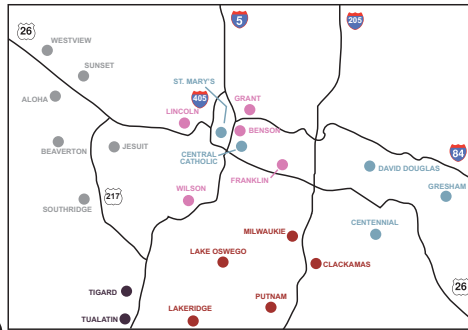 5
205
26
WESTVIEW
SUNSET
ST. MARY'S
405
GRANT
ALOHA
LINCOLN
BENSON
BEAVERTON
JESUIT
CENTRAL
CATHOLIC
84
DAVID DOUGLAS
FRANKLIN
GRESHAM
217
WILSON
SOUTHRIDGE
CENTENNIAL
MILWAUKIE
LAKE OSWEGO
CLACKAMAS
26
TIGARD
PUTNAM
TUALATIN
LAKERIDGE